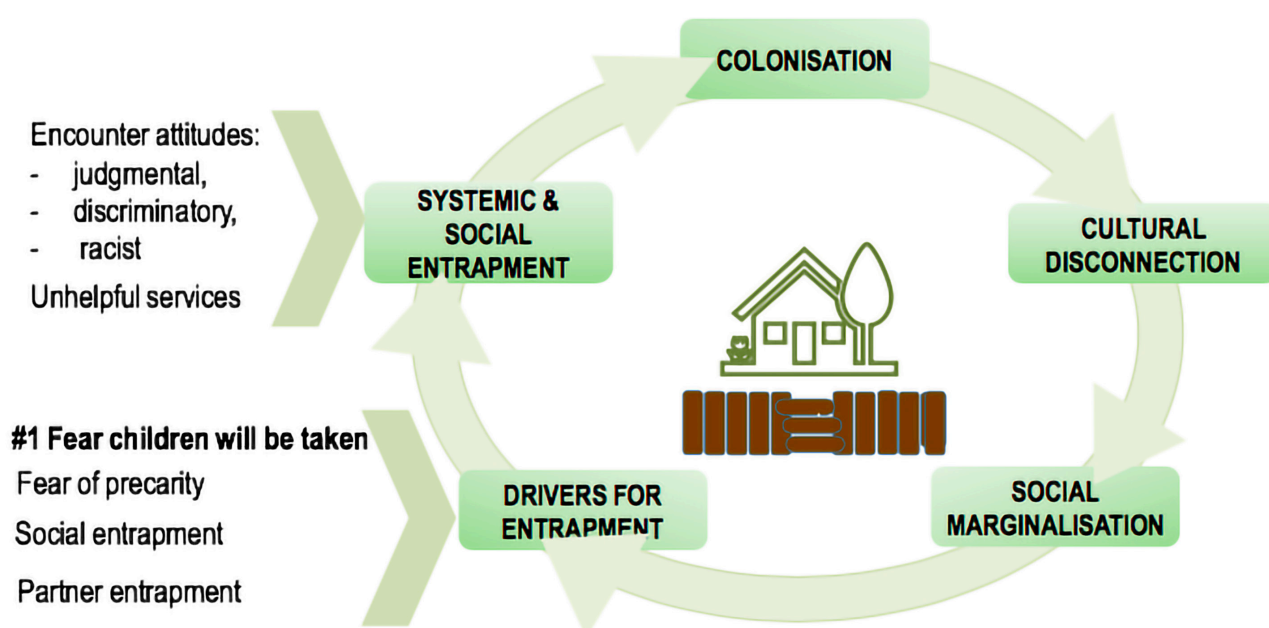 COLONISATION
Encounter attitudes:
- judgmental,
- discriminatory,
- racist
Unhelpful services
SYSTEMIC &
SOCIAL
ENTRAPMENT
CULTURAL
DISCONNECTION
#1 Fear children will be taken
Fear of precarity
Social entrapment
Partner entrapment
DRIVERS FOR
ENTRAPMENT
SOCIAL
MARGINALISATION